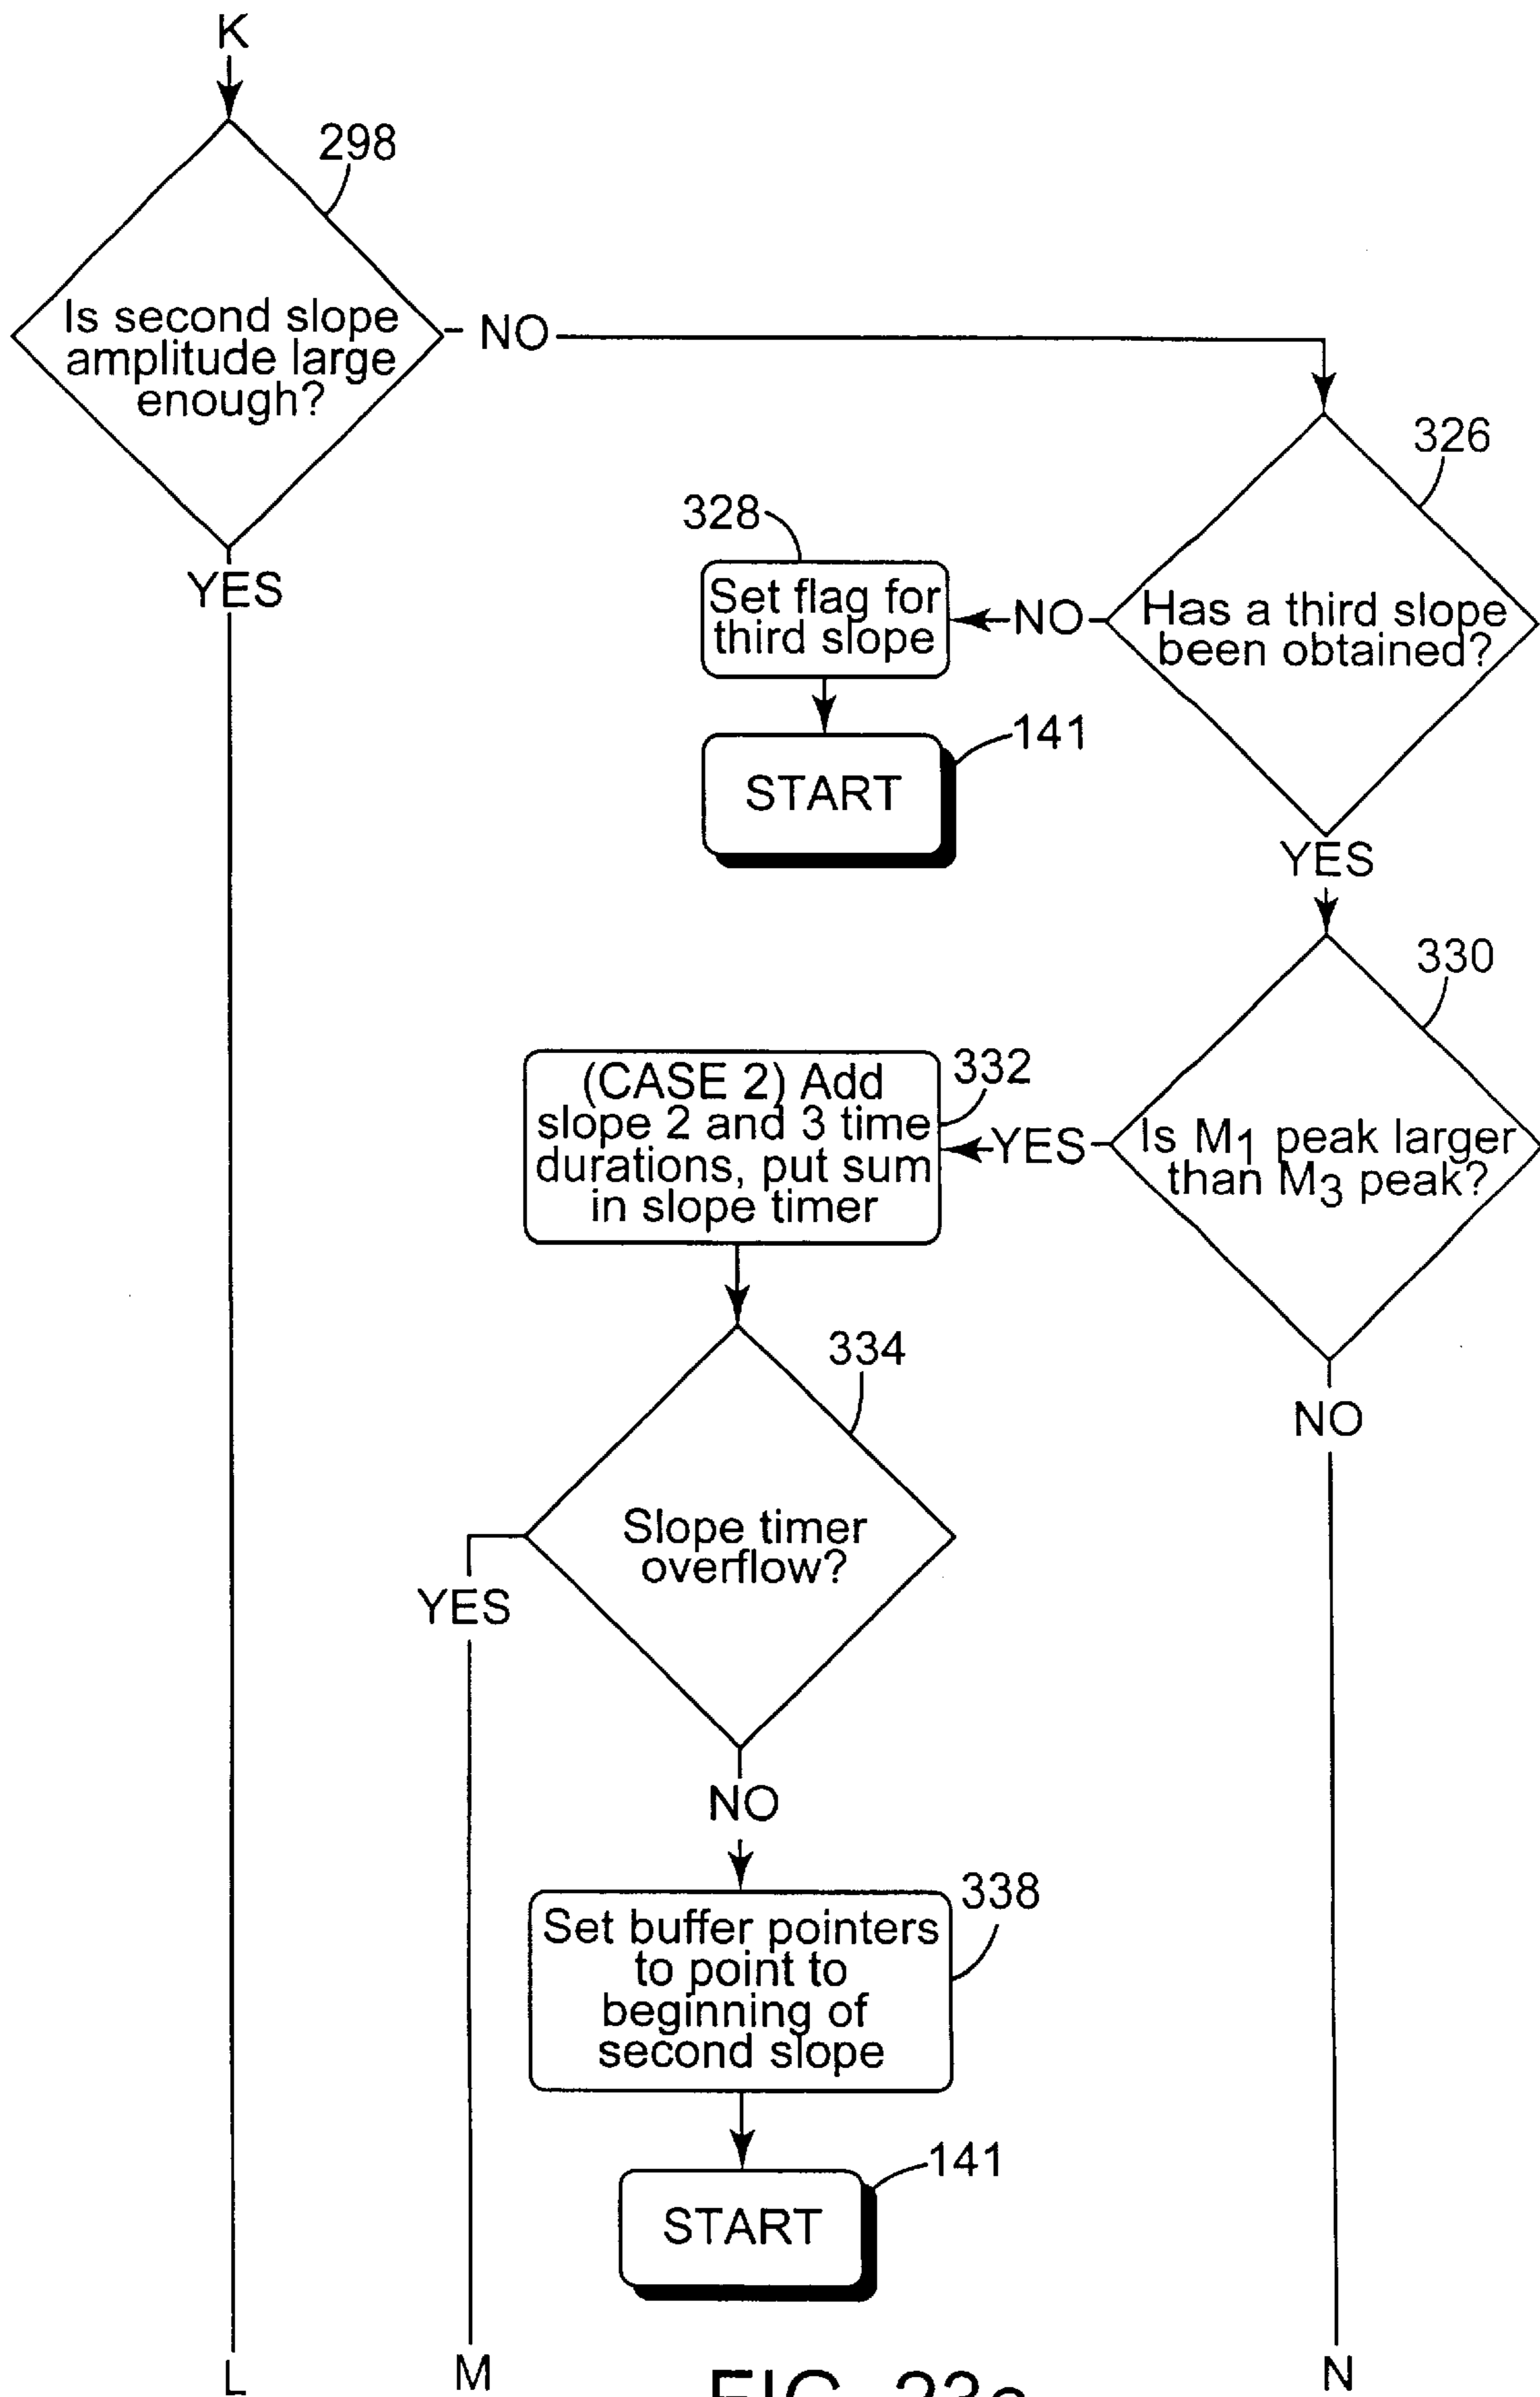 K
298
Is second slope
amplitude large
enough?
NO
YES
326
Has a third slope
been obtained?
NO
328
Set flag for
third slope
141
START
YES
330
Is M1 peak larger
than M3 peak?
YES
332
(CASE 2) Add
slope 2 and 3 time
durations, put sum
in slope timer
NO
334
Slope timer
overflow?
YES
NO
338
Set buffer pointers
to point to
beginning of
second slope
141
START
L
M
N
FIG.